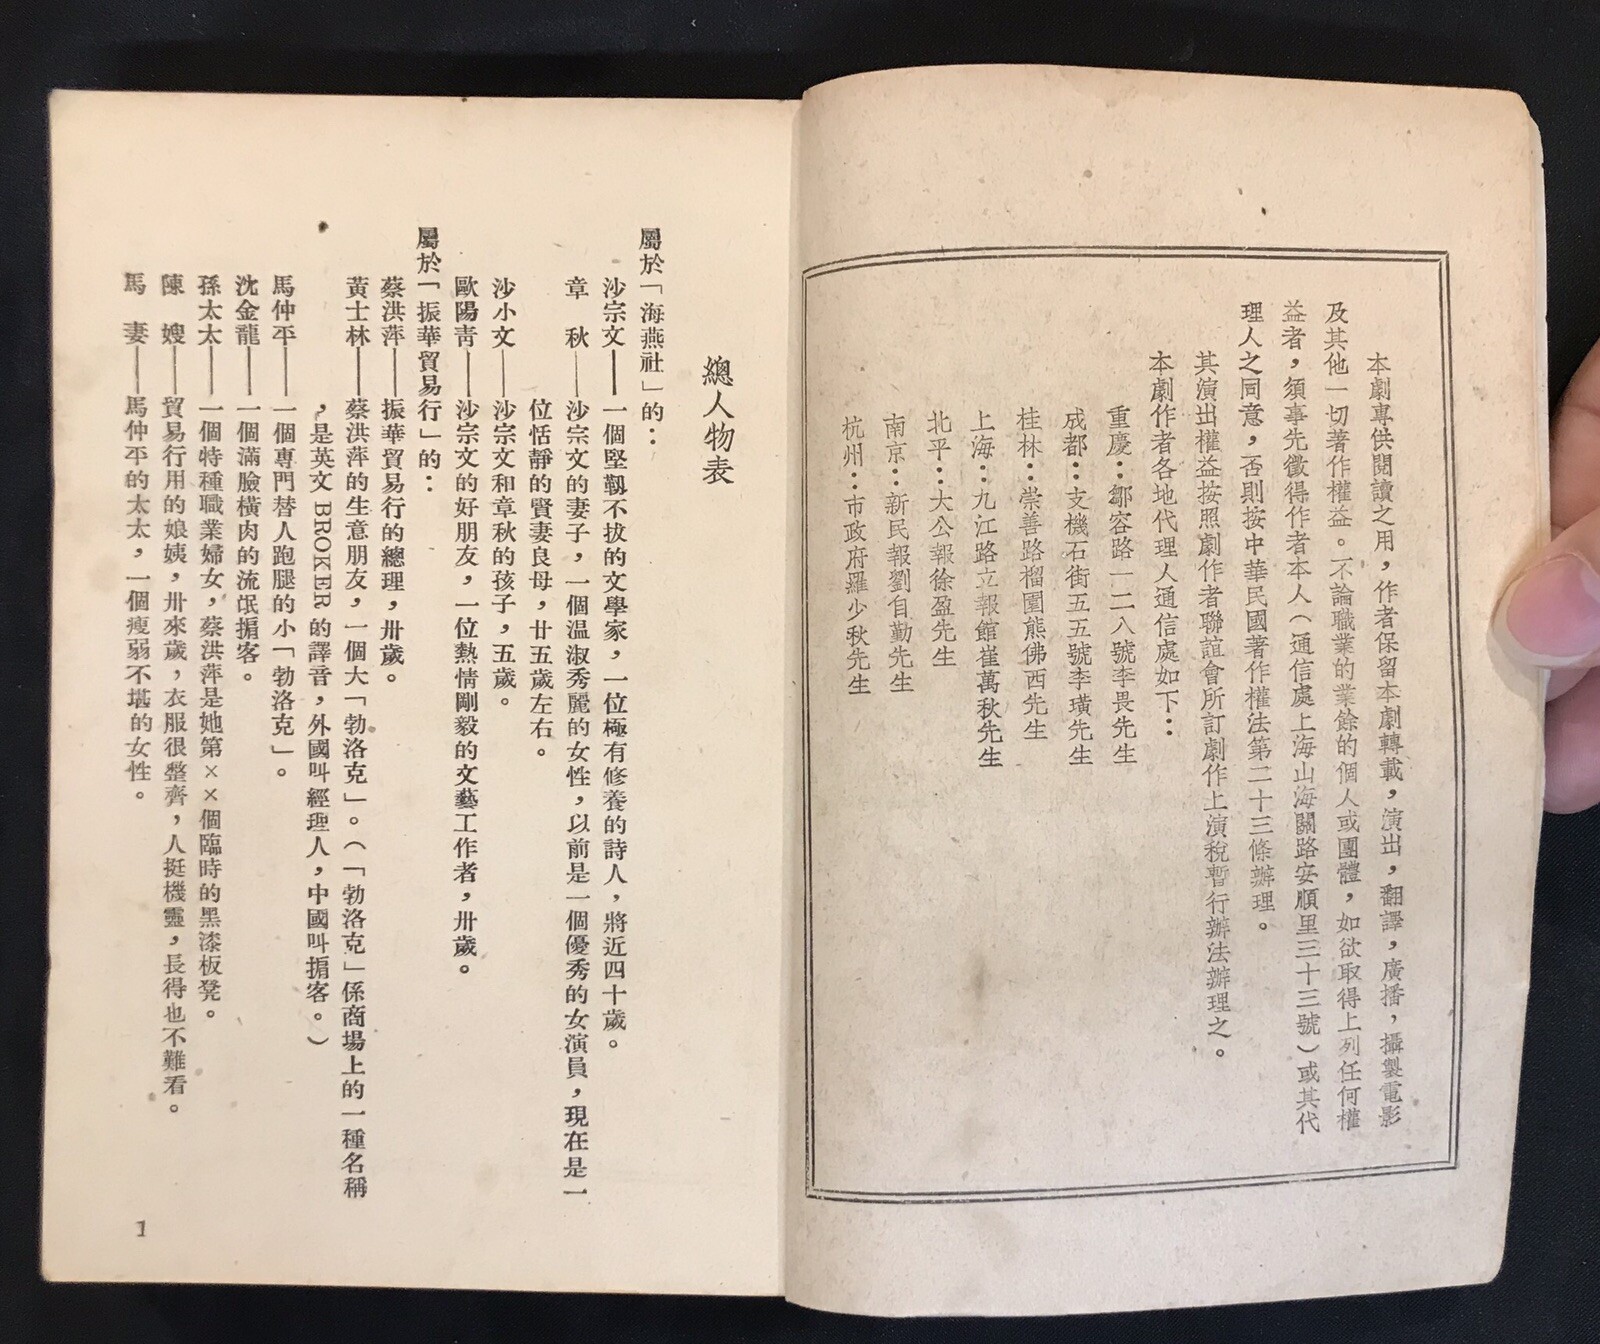 本劇專供閱讀之用，作者保留本劇轉載，演出，翻譯，廣播，攝製電影
及其他一切著作權益。不論職業的業餘的個人或團體，如欲取得上列任何權
益者，須事先徵得作者本人（通信處上海山海關路安順里三十三號）或其代
理人之同意，否則按中華民國著作權法第二十三條辦理。
其演出權益按照劇作者聯誼會所訂劇作上演稅暫行辦法辦理之。
本劇作者各地代理人通信處如下：
重慶：鄒容路一二入號李畏先生
成都：支機石街五五號李璜先生
桂林：崇善路榴園熊佛西先生
上海：九江路立報館崔萬秋先生
北平：大公報徐盈先生
南京：新民報劉自勤先生
杭州：市政府羅少秋先生
總人物表
屬於「海燕社」的：
沙宗文——一個堅靱不拔的文學家，一位極有修養的詩人，將近四十歲。
章　秋——沙宗文的妻子，一個温淑秀麗的女性，以前是一個優秀的女演員，現在是一
位恬靜的賢妻良母，廿五歲左右。
沙小文——沙宗文和章秋的孩子，五歲。
歐陽青——沙宗文的好朋友，一位熱情剛毅的文藝工作者，卅歲。
屬於「振華貿易行」的：
蔡洪萍——振華貿易行的總理，卅歲。
黃士林——蔡洪萍的生意朋友，一個大「勃洛克」。（「勃洛克」係商場上的一種名稱
，是英文 BROKER 的譯音，外國叫經理人，中國叫掮客。）
馬仲平——一個專門替人跑腿的小「勃洛克」。
沈金龍——一個滿臉橫肉的流氓掮客。
孫太太——一個特種職業婦女，蔡洪萍是她第××個臨時的黑漆板凳。
陳　嫂——貿易行用的娘姨，卅來歲，衣服很整齊，人挺機靈，長得也不難看。
馬　妻——馬仲平的太太，一個瘦弱不堪的女性。
1